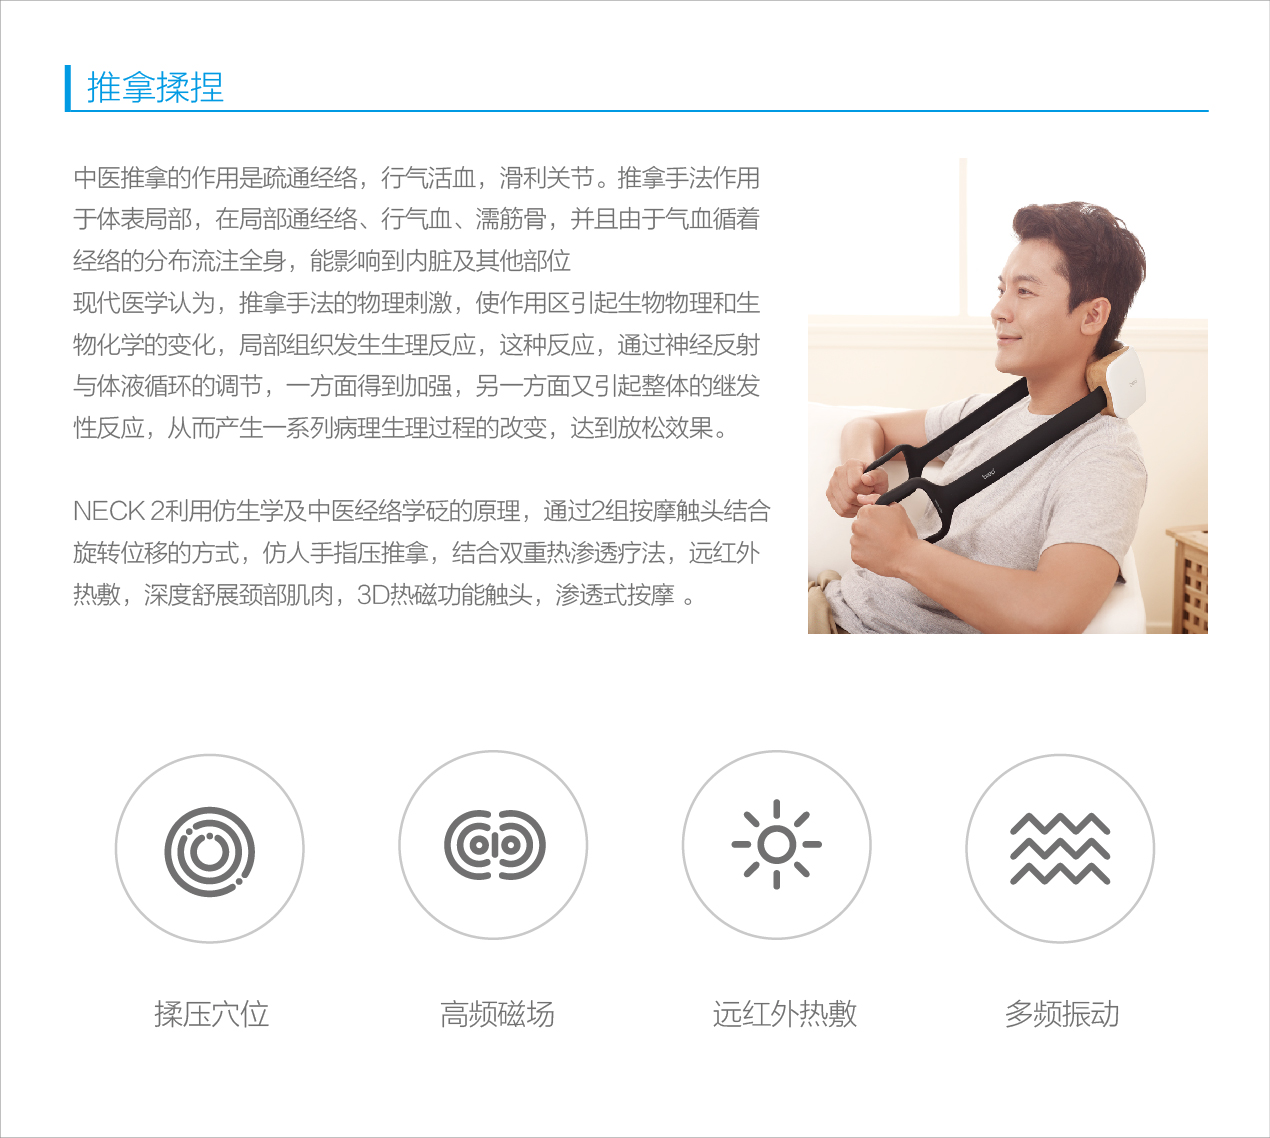 推拿揉捏
中医推拿的作用是疏通经络，行气活血，滑利关节。推拿手法作用
于体表局部，在局部通经络、行气血、濡筋骨，并且由于气血循着
经络的分布流注全身，能影响到内脏及其他部位
现代医学认为，推拿手法的物理刺激，使作用区引起生物物理和生
物化学的变化，局部组织发生生理反应，这种反应，通过神经反射
与体液循环的调节，一方面得到加强，另一方面又引起整体的继发
性反应，从而产生一系列病理生理过程的改变，达到放松效果。
NECK 2利用仿生学及中医经络学砭的原理，通过2组按摩触头结合
旋转位移的方式，仿人手指压推拿，结合双重热渗透疗法，远红外
热敷，深度舒展颈部肌肉，3D热磁功能触头，渗透式按摩 。
揉压穴位
高频磁场
远红外热敷
多频振动